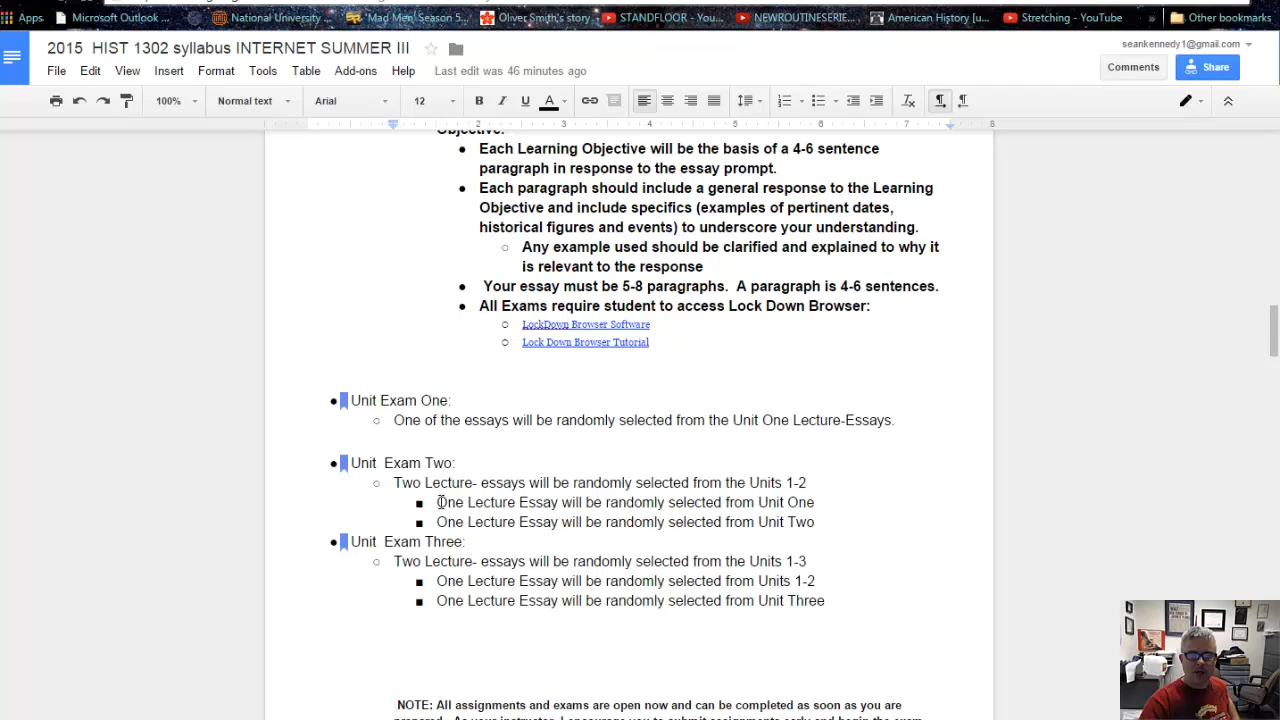 Apps Microsoft Outlook ... National University ... 'Mad Men' Season 5... Oliver Smith's story STANDFLOOR - You... NEWROUTINESERIE... American History [u... Stretching - YouTube » Other bookmarks
2015 HIST 1302 syllabus INTERNET SUMMER III
seankennedy1@gmail.com
File Edit View Insert Format Tools Table Add-ons Help Last edit was 46 minutes ago
Comments Share
100% Normal text Arial 12 B I U A
2 3 4 5 6 7 8
Objective:
● Each Learning Objective will be the basis of a 4-6 sentence
paragraph in response to the essay prompt.
● Each paragraph should include a general response to the Learning
Objective and include specifics (examples of pertinent dates,
historical figures and events) to underscore your understanding.
○ Any example used should be clarified and explained to why it
is relevant to the response
● Your essay must be 5-8 paragraphs. A paragraph is 4-6 sentences.
● All Exams require student to access Lock Down Browser:
○ LockDown Browser Software
○ Lock Down Browser Tutorial
● Unit Exam One:
○ One of the essays will be randomly selected from the Unit One Lecture-Essays.
● Unit Exam Two:
○ Two Lecture- essays will be randomly selected from the Units 1-2
■ One Lecture Essay will be randomly selected from Unit One
■ One Lecture Essay will be randomly selected from Unit Two
● Unit Exam Three:
○ Two Lecture- essays will be randomly selected from the Units 1-3
■ One Lecture Essay will be randomly selected from Units 1-2
■ One Lecture Essay will be randomly selected from Unit Three
NOTE: All assignments and exams are open now and can be completed as soon as you are